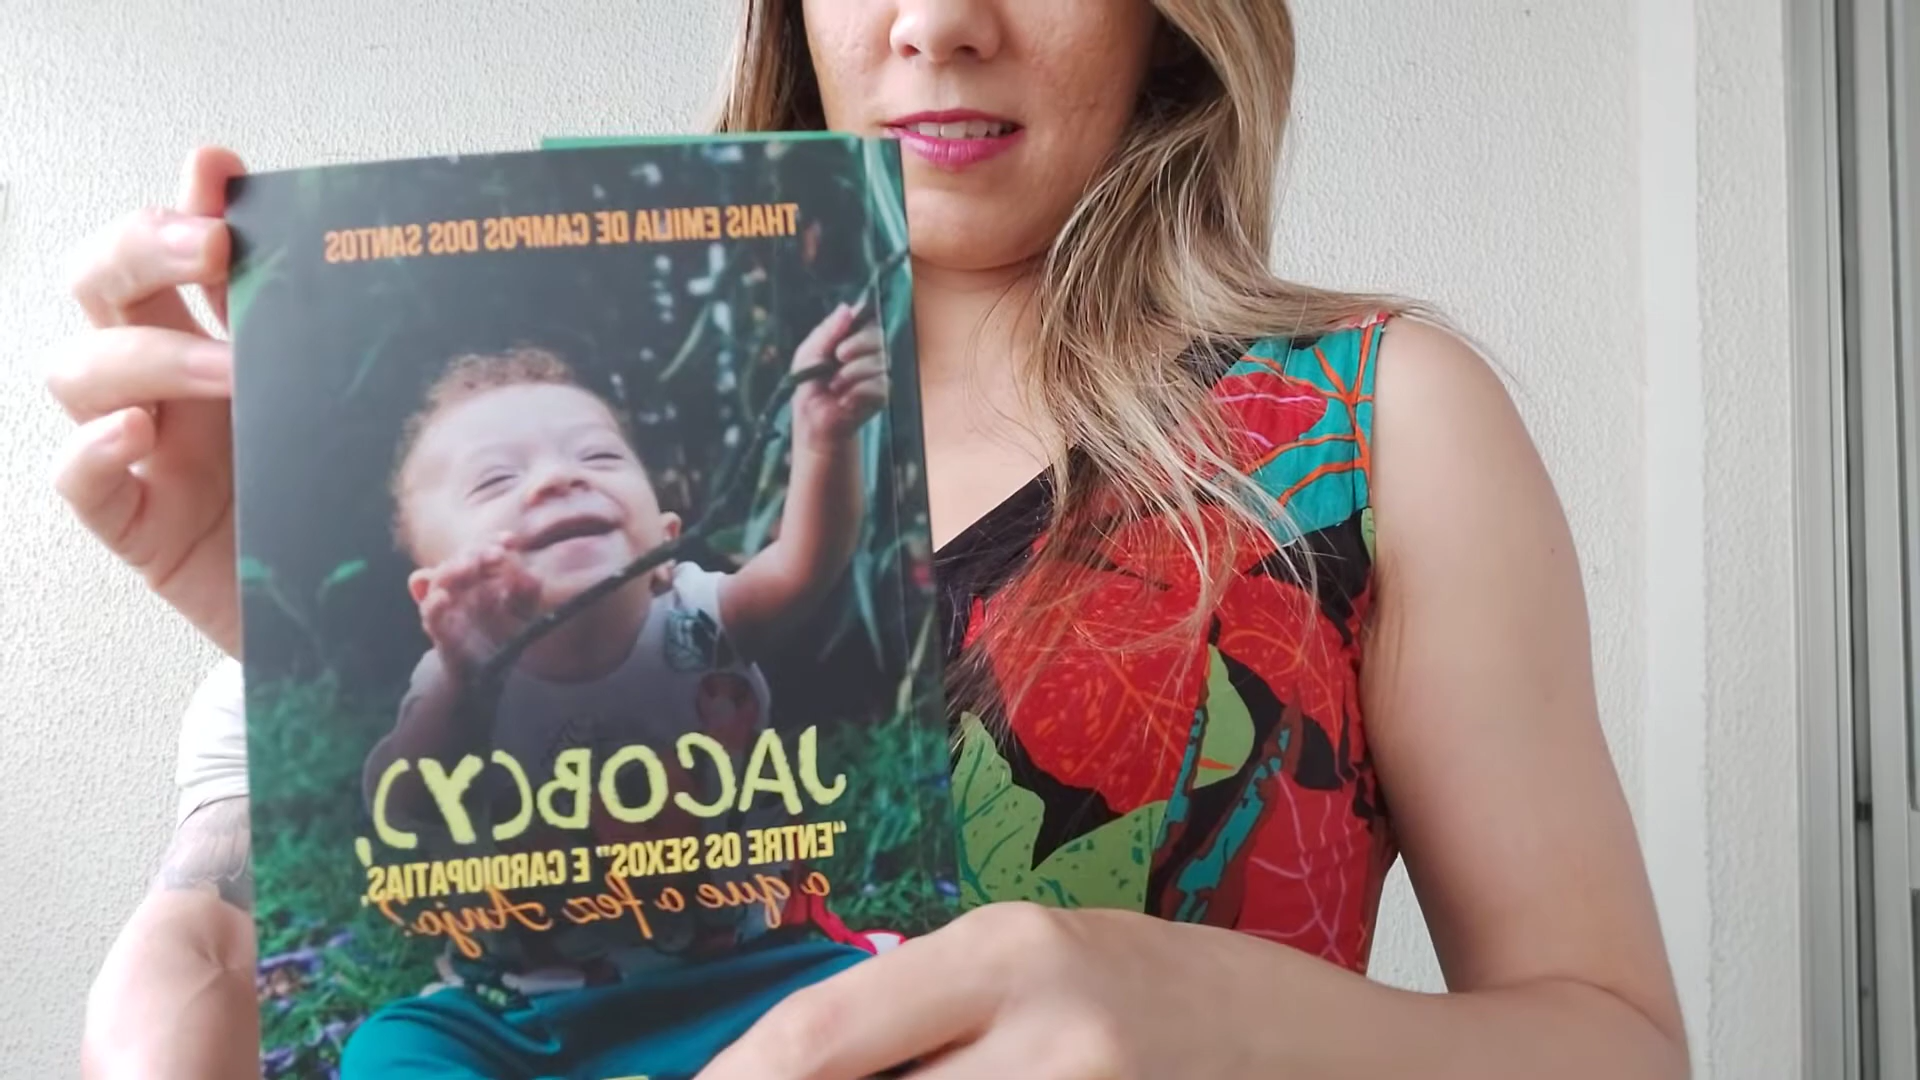 THAIS EMILIA DE CAMPOS DOS SANTOS
JACOB(Y),
"ENTRE OS SEXOS" E CARDIOPATIAS.
o que o fez Anjo?